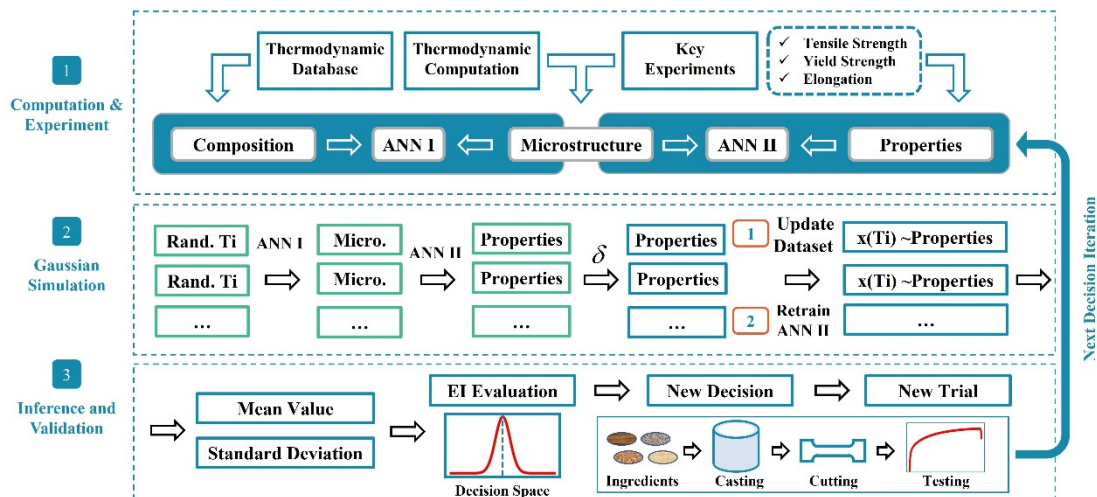 1
Computation &
Experiment
Thermodynamic
Database
Thermodynamic
Computation
Key
Experiments
✓ Tensile Strength
✓ Yield Strength
✓ Elongation
Composition
ANN I
Microstructure
ANN II
Properties
2
Gaussian
Simulation
Rand. Ti
Rand. Ti
...
ANN I
Micro.
Micro.
...
ANN II
Properties
Properties
...
δ
Properties
Properties
...
1 Update
Dataset
2 Retrain
ANN II
x(Ti) ~Properties
x(Ti) ~Properties
...
Next Decision Iteration
3
Inference and
Validation
Mean Value
Standard Deviation
EI Evaluation
Decision Space
New Decision
New Trial
Ingredients
Casting
Cutting
Testing